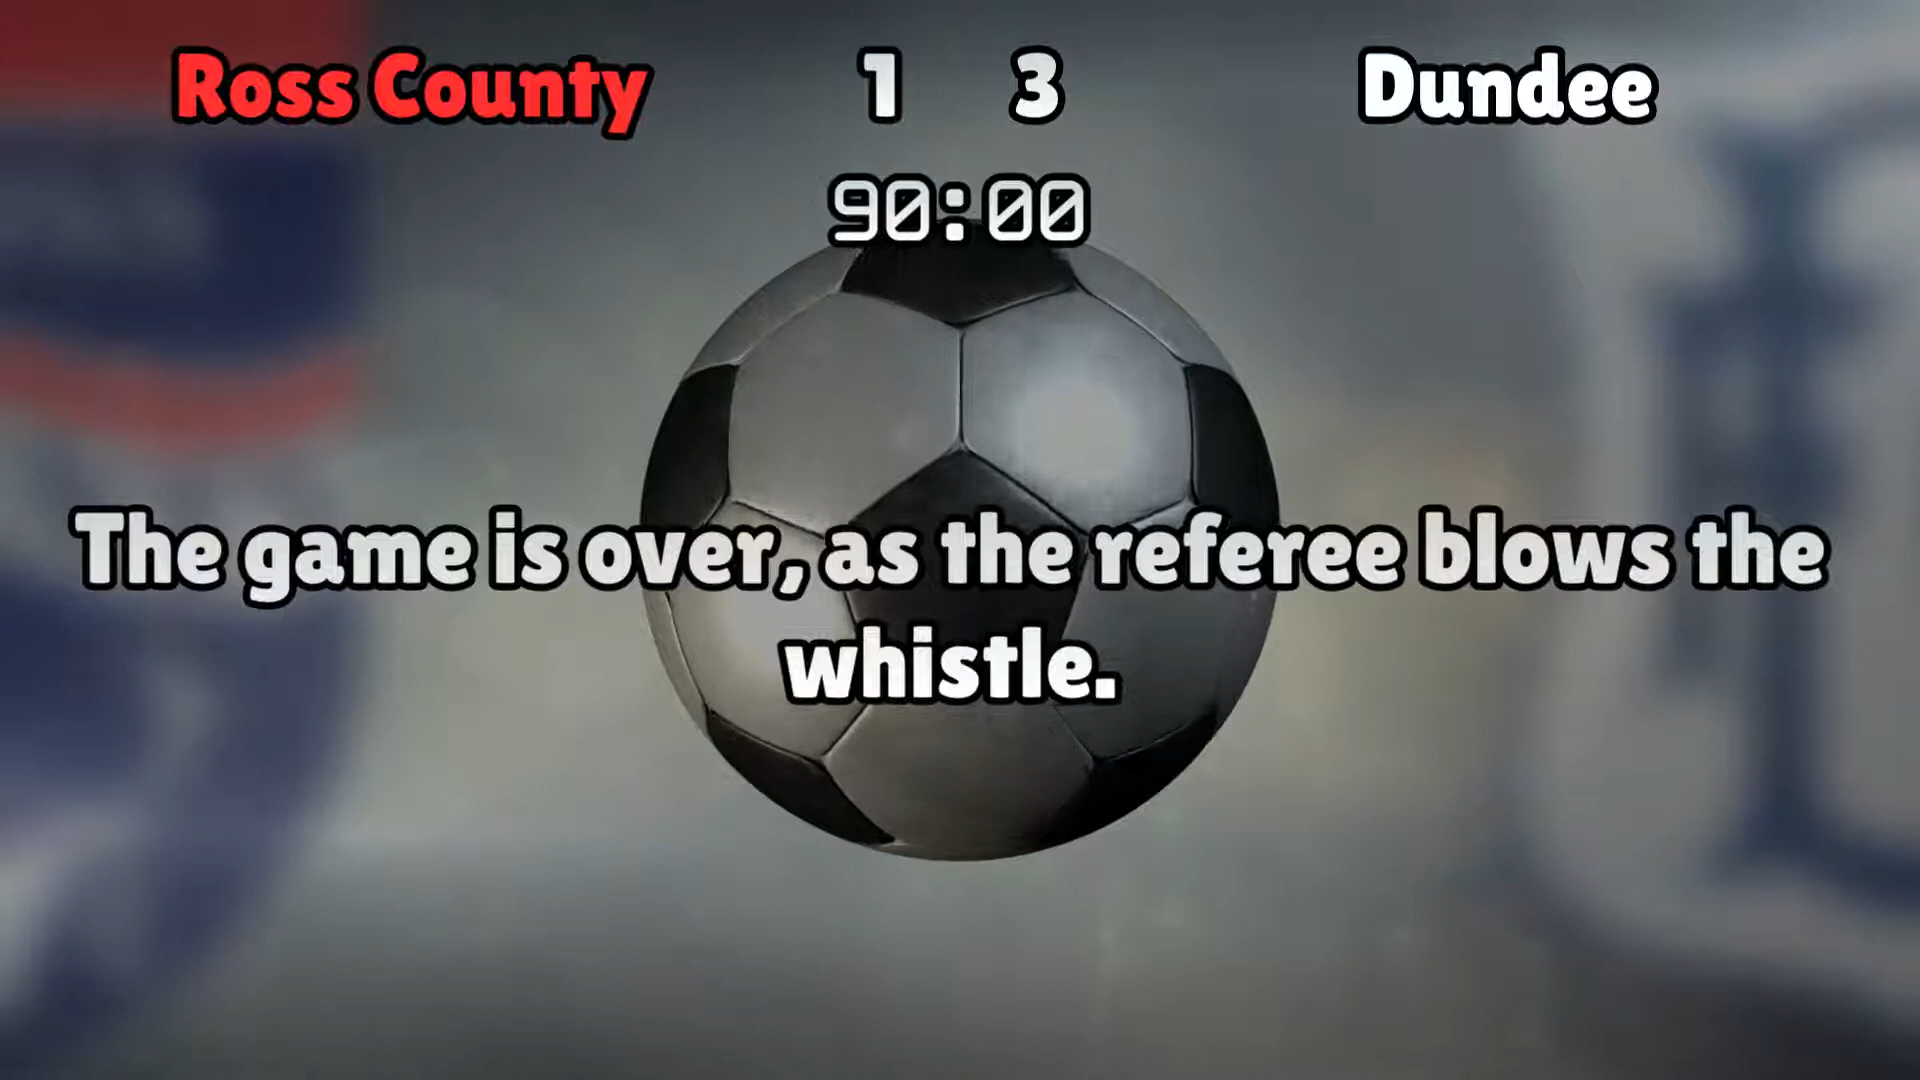 Ross County 1 3 Dundee
90:00
The game is over, as the referee blows the
whistle.